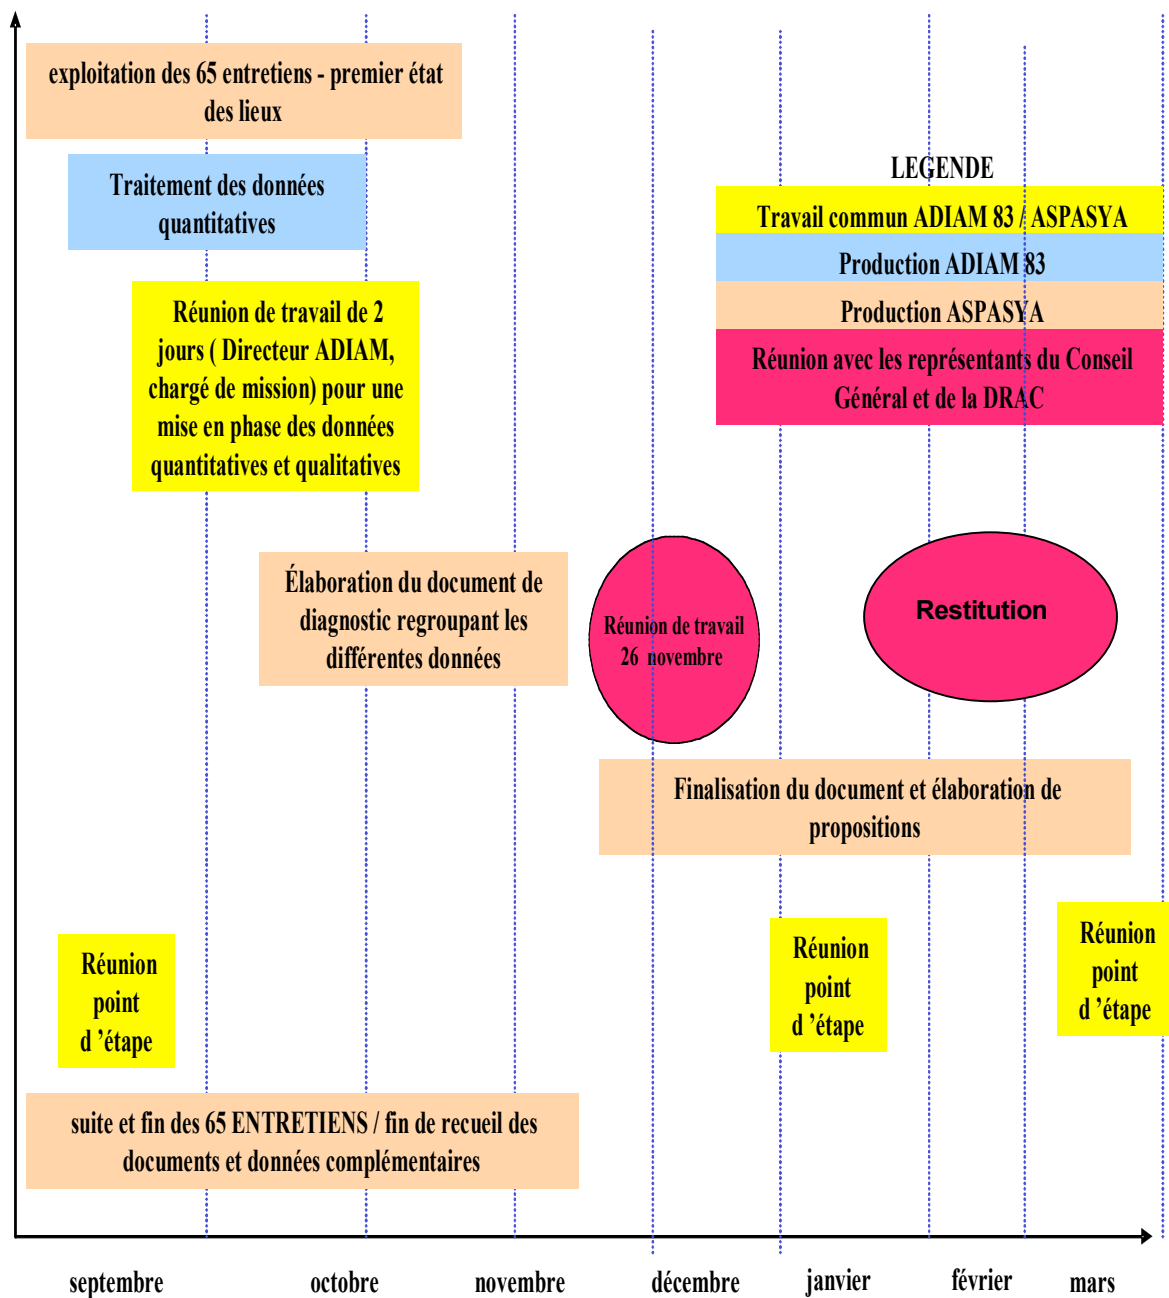 exploitation des 65 entretiens - premier état
des lieux
Traitement des données
quantitatives
Réunion de travail de 2
jours ( Directeur ADIAM,
chargé de mission) pour une
mise en phase des données
quantitatives et qualitatives
LEGENDE
Travail commun ADIAM 83 / ASPASYA
Production ADIAM 83
Production ASPASYA
Réunion avec les représentants du Conseil
Général et de la DRAC
Élaboration du document de
diagnostic regroupant les
différentes données
Réunion de travail
26 novembre
Restitution
Finalisation du document et élaboration de
propositions
Réunion
point
d ’étape
Réunion
point
d ’étape
Réunion
point
d ’étape
suite et fin des 65 ENTRETIENS / fin de recueil des
documents et données complémentaires
septembre octobre novembre décembre janvier février mars